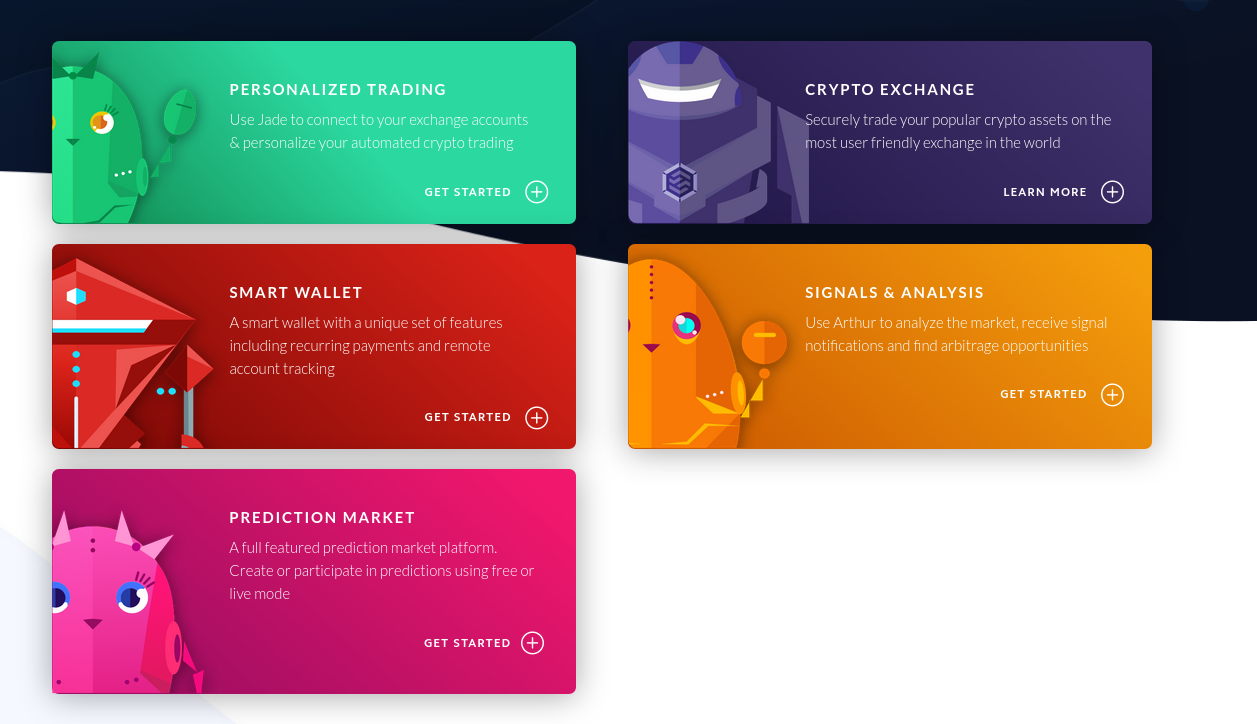 PERSONALIZED TRADING
Use Jade to connect to your exchange accounts
& personalize your automated crypto trading
GET STARTED
CRYPTO EXCHANGE
Securely trade your popular crypto assets on the
most user friendly exchange in the world
LEARN MORE
SMART WALLET
A smart wallet with a unique set of features
including recurring payments and remote
account tracking
GET STARTED
SIGNALS & ANALYSIS
Use Arthur to analyze the market, receive signal
notifications and find arbitrage opportunities
GET STARTED
PREDICTION MARKET
A full featured prediction market platform.
Create or participate in predictions using free or
live mode
GET STARTED